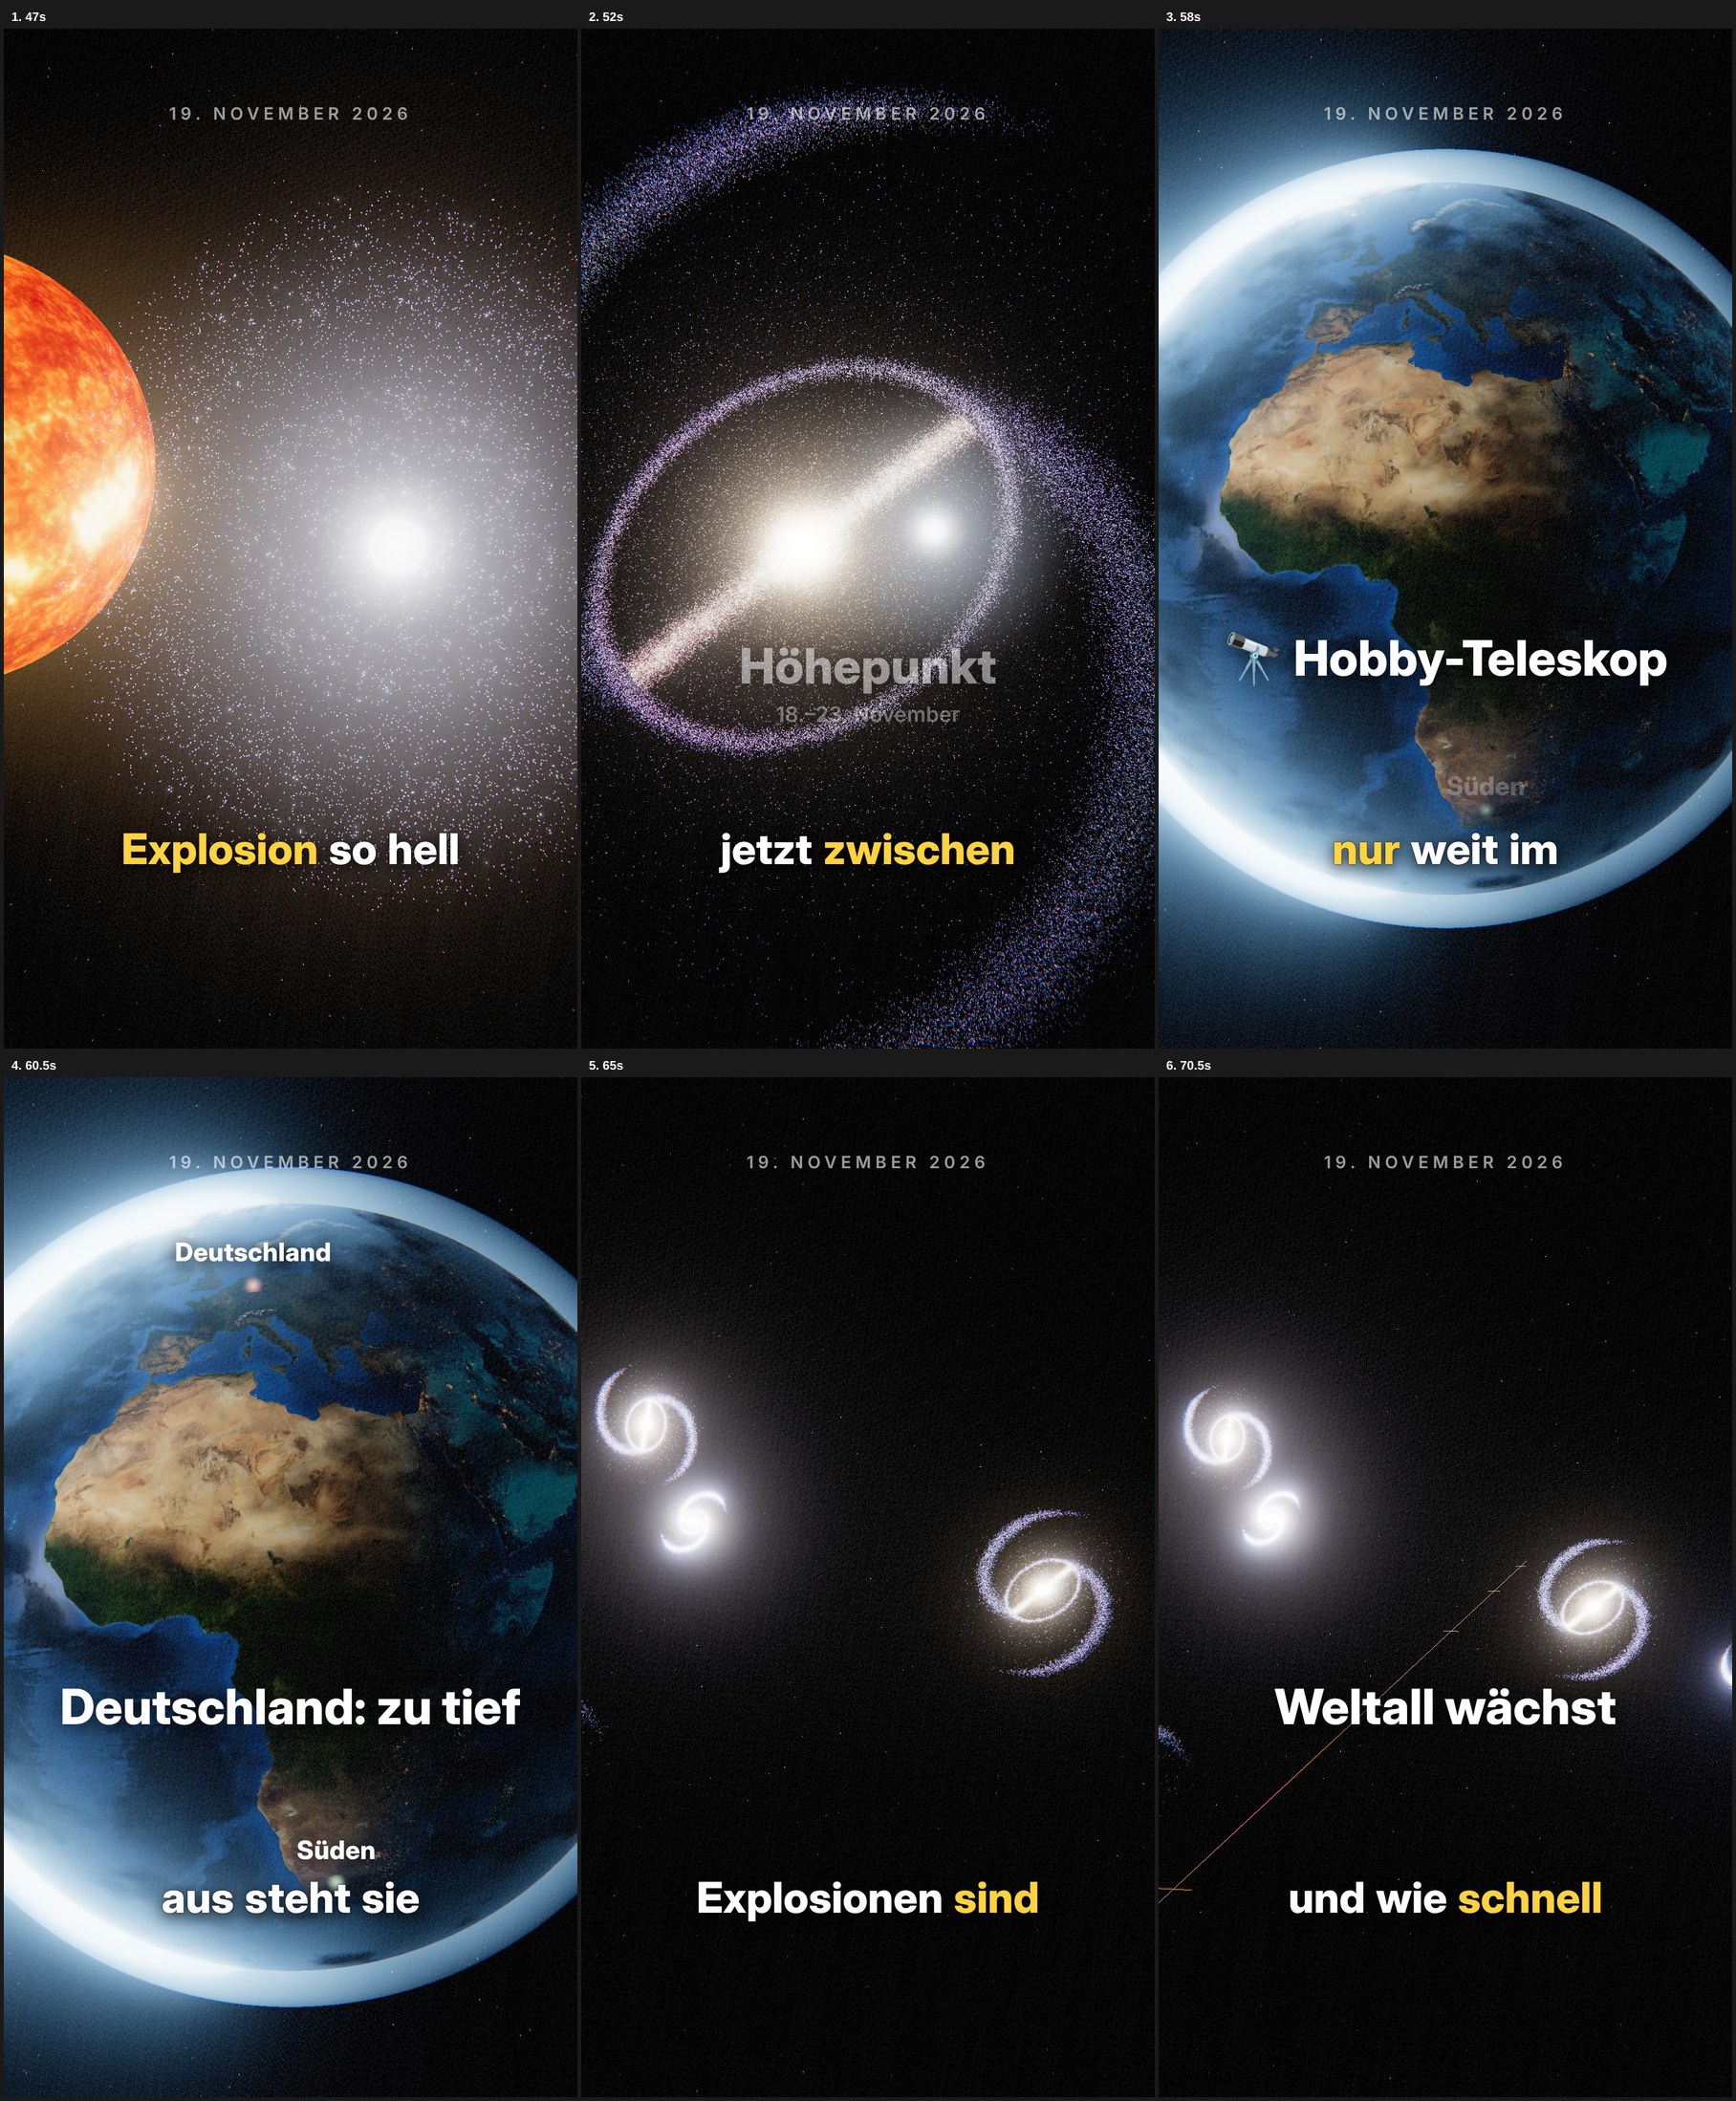 1. 47s
19. NOVEMBER 2026
Explosion so hell
2. 52s
19. NOVEMBER 2026
Höhepunkt
18.–23. November
jetzt zwischen
3. 58s
19. NOVEMBER 2026
Hobby-Teleskop
Süden
nur weit im
4. 60.5s
19. NOVEMBER 2026
Deutschland
Deutschland: zu tief
Süden
aus steht sie
5. 65s
19. NOVEMBER 2026
Explosionen sind
6. 70.5s
19. NOVEMBER 2026
Weltall wächst
und wie schnell